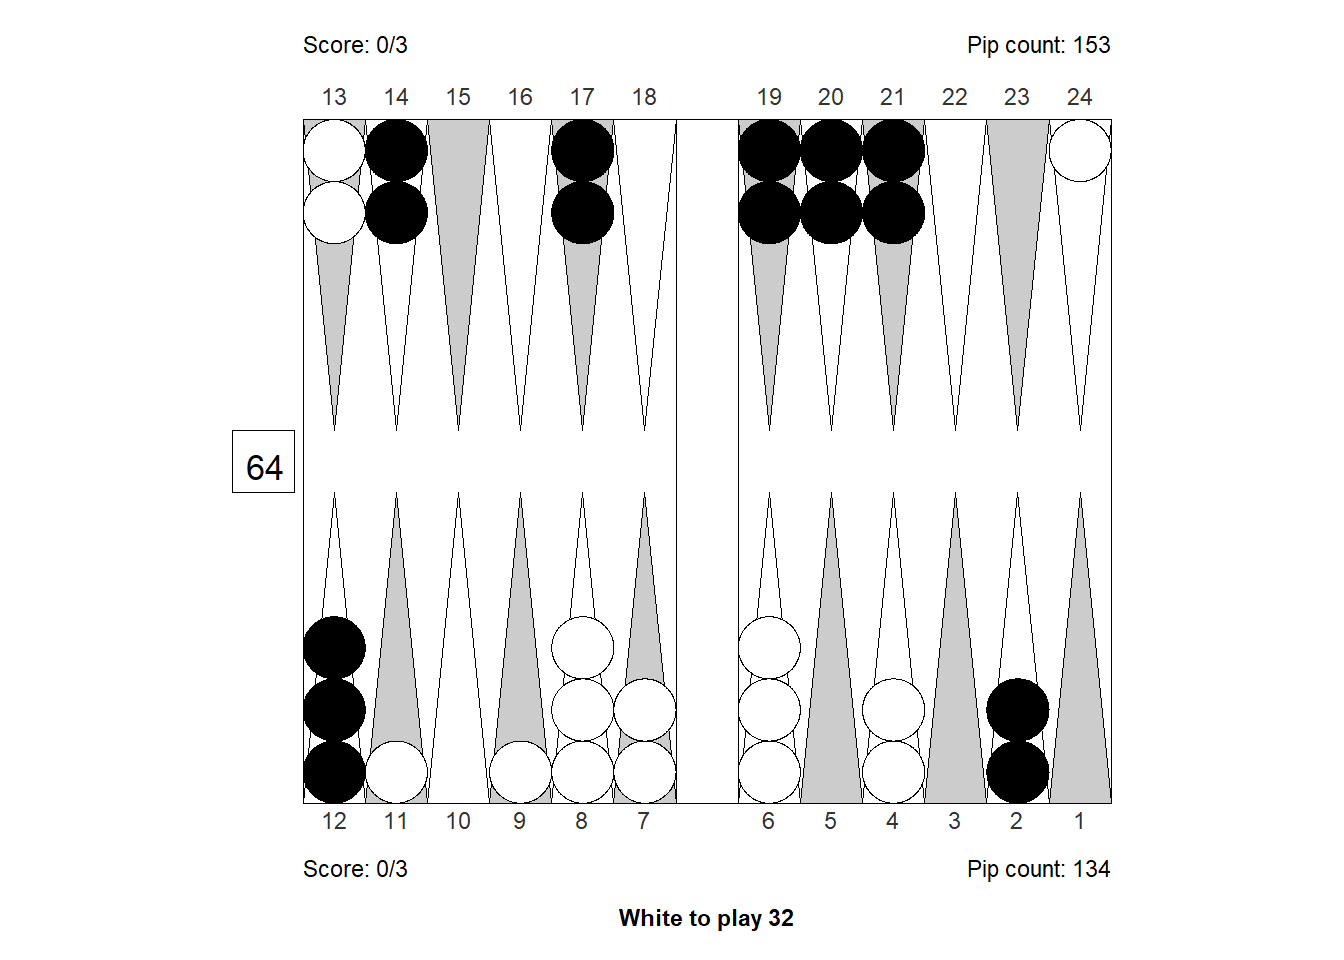 Score: 0/3 Pip count: 153
13 14 15 16 17 18 19 20 21 22 23 24
64
12 11 10 9 8 7 6 5 4 3 2 1
Score: 0/3 Pip count: 134
White to play 32